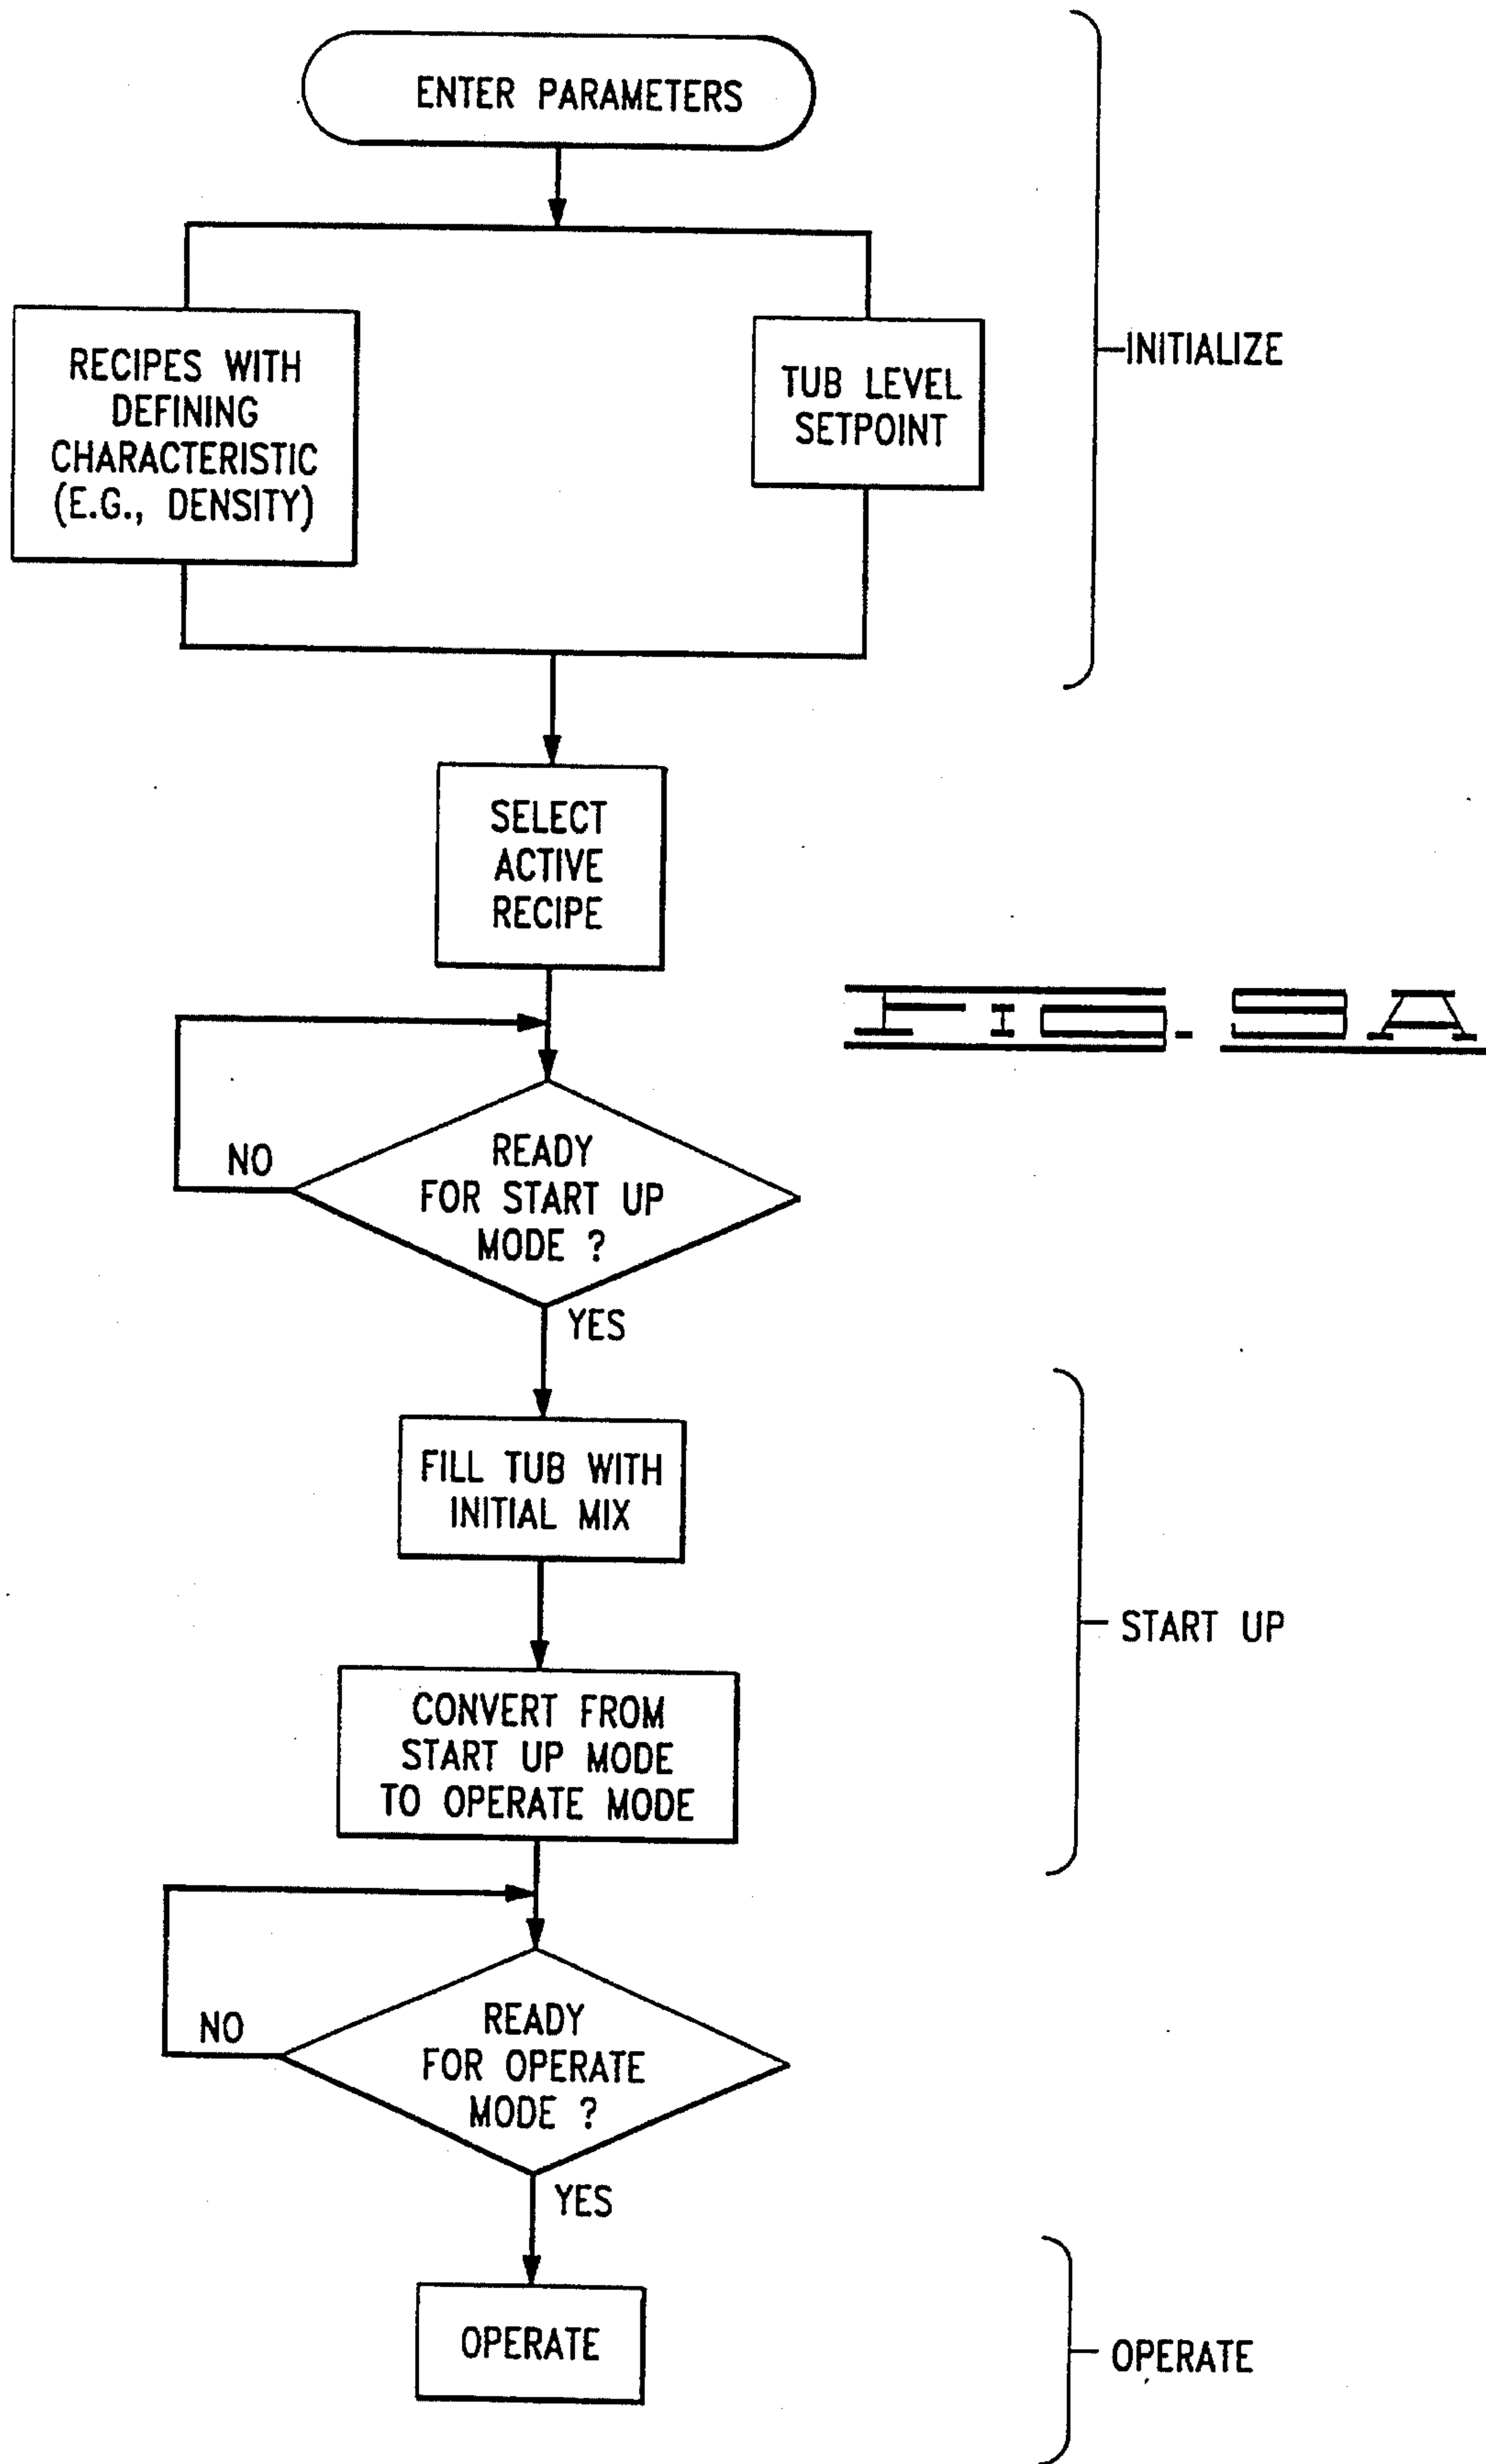 ENTER PARAMETERS
RECIPES WITH
DEFINING
CHARACTERISTIC
(E.G., DENSITY)
TUB LEVEL
SETPOINT
INITIALIZE
SELECT
ACTIVE
RECIPE
FIG. 9A
READY
FOR START UP
MODE ?
NO
YES
FILL TUB WITH
INITIAL MIX
START UP
CONVERT FROM
START UP MODE
TO OPERATE MODE
READY
FOR OPERATE
MODE ?
NO
YES
OPERATE
OPERATE